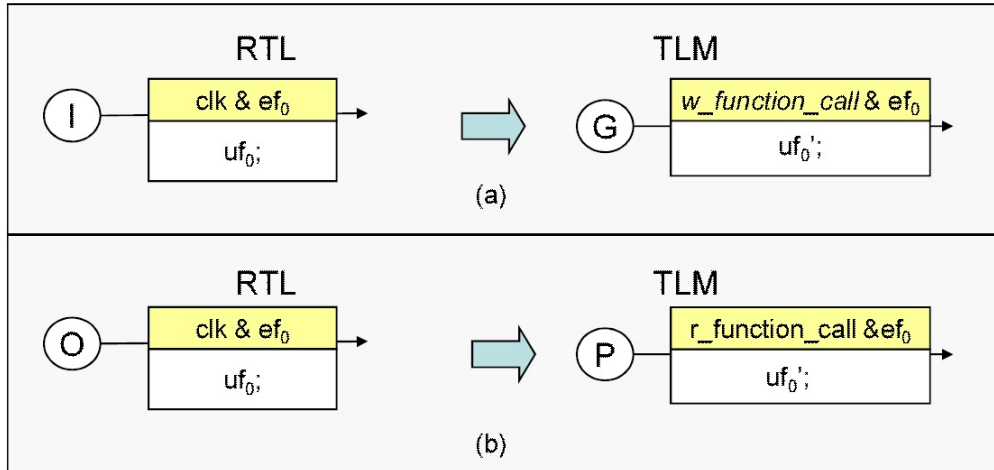 RTL
TLM
I
clk & ef₀
uf₀;
G
w_function_call & ef₀
uf₀’;
(a)
RTL
TLM
O
clk & ef₀
uf₀;
P
r_function_call &ef₀
uf₀’;
(b)